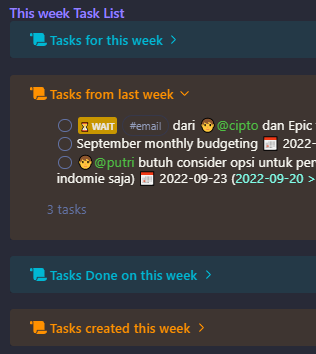 This week Task List
Tasks for this week
Tasks from last week
WAIT #email dari @cipto dan Epic
September monthly budgeting 2022-
@putri butuh consider opsi untuk per
indomie saja) 2022-09-23 (2022-09-20 >
3 tasks
Tasks Done on this week
Tasks created this week